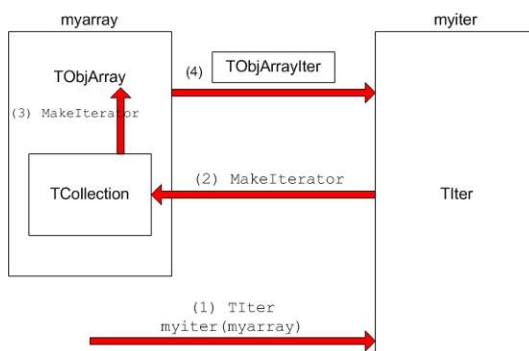 myarray
myiter
TObjArray
(3) MakeIterator
(4)
TObjArrayIter
TCollection
(2) MakeIterator
TIter
(1) TIter
myiter(myarray)